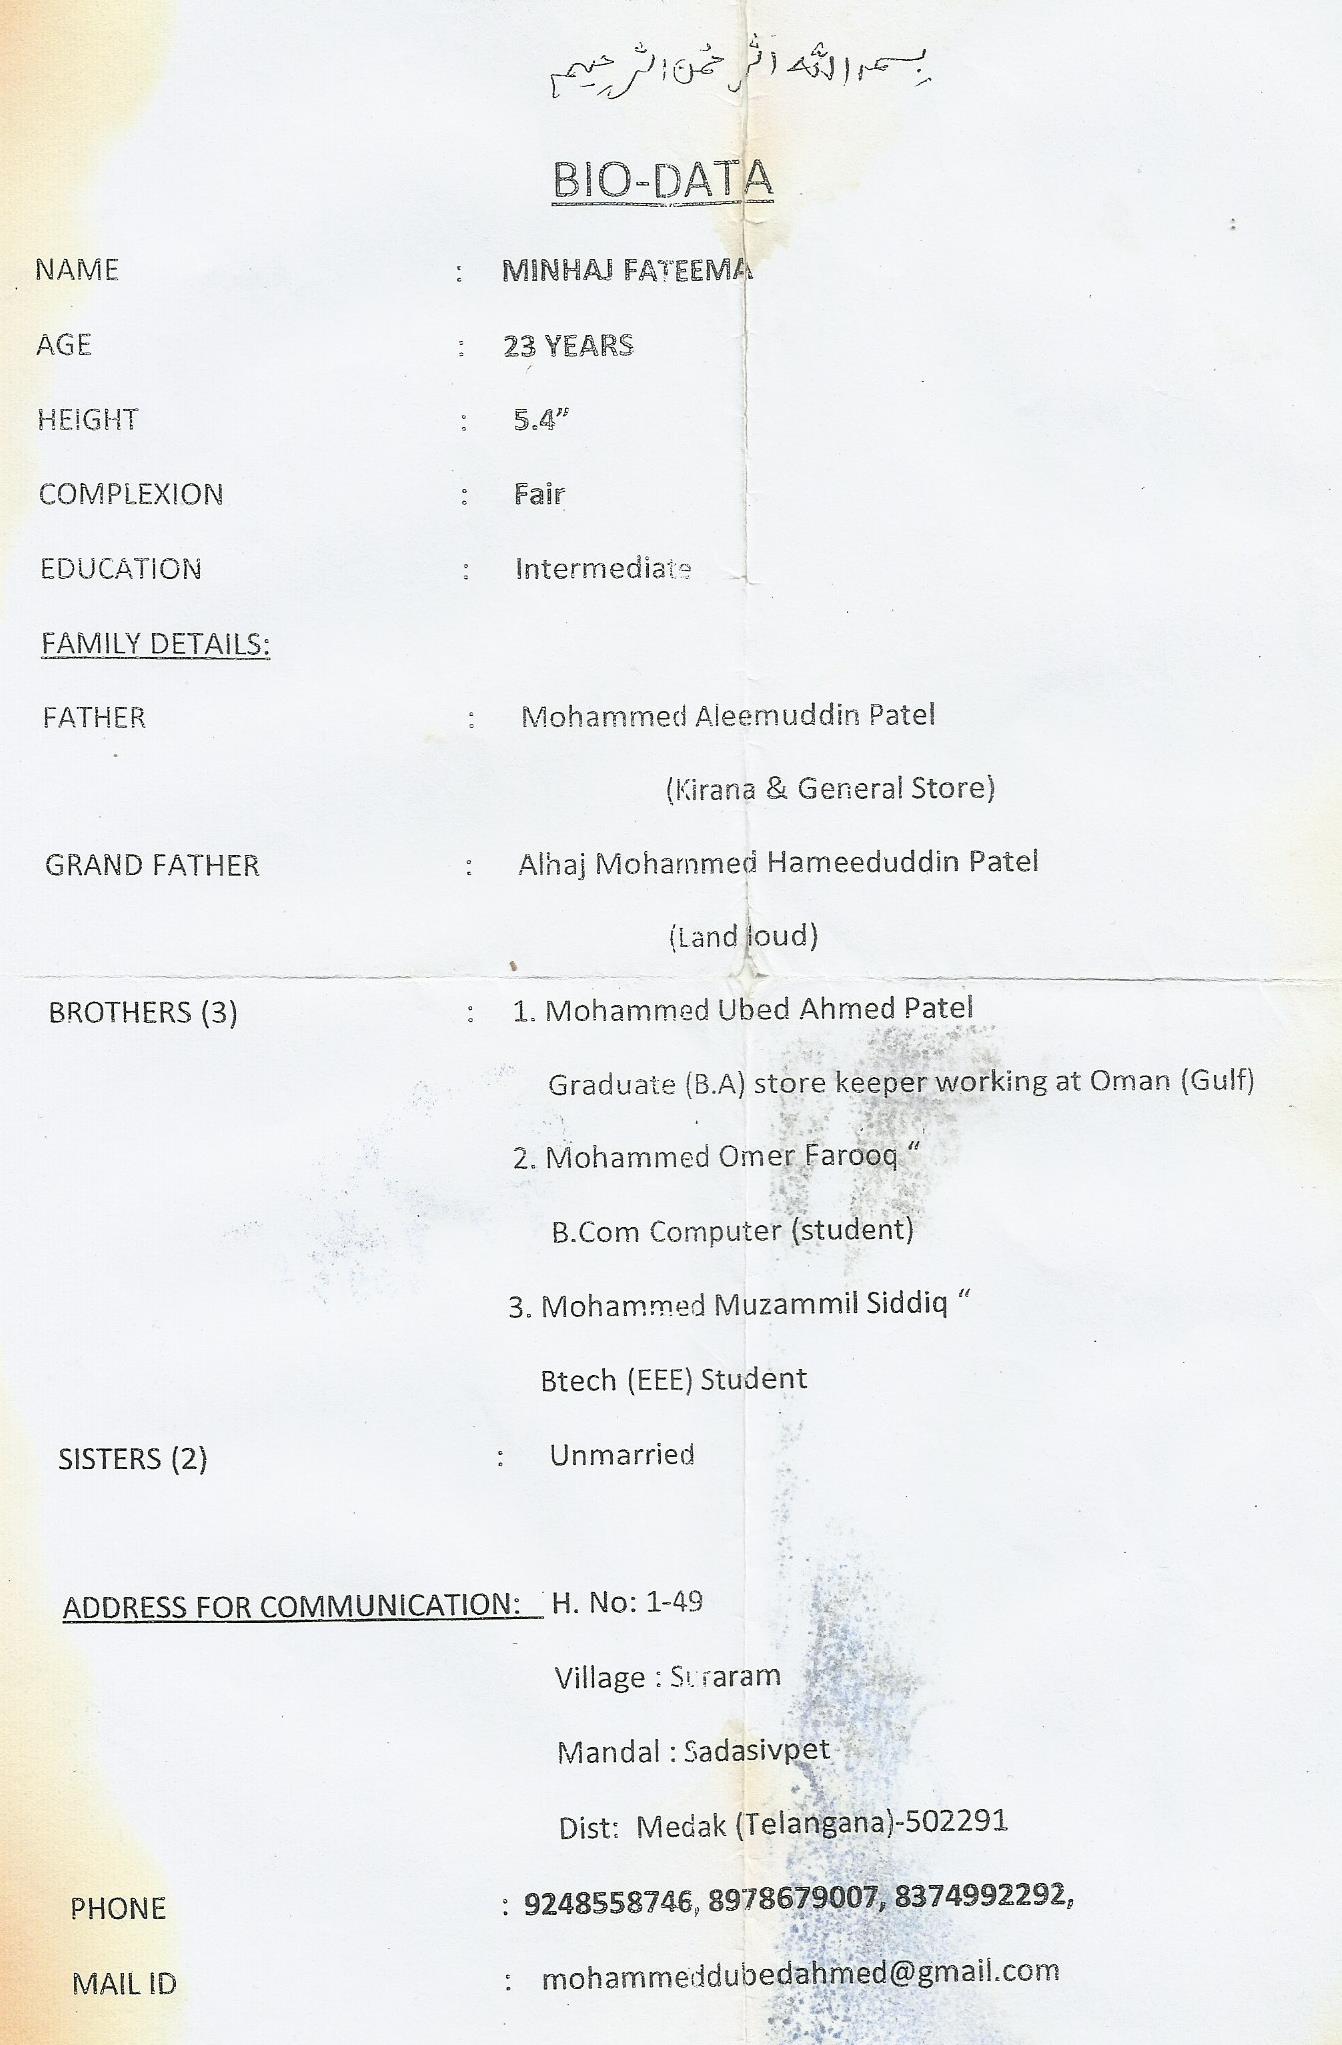 بسم الله الرحمن الرحيم
BIO-DATA
NAME : MINHAJ FATEEMA
AGE : 23 YEARS
HEIGHT : 5.4”
COMPLEXION : Fair
EDUCATION : Intermediate
FAMILY DETAILS:
FATHER : Mohammed Aleemuddin Patel
(Kirana & General Store)
GRAND FATHER : Alhaj Mohammed Hameeduddin Patel
(Land loud)
BROTHERS (3) : 1. Mohammed Ubed Ahmed Patel
Graduate (B.A) store keeper working at Oman (Gulf)
2. Mohammed Omer Farooq “
B.Com Computer (student)
3. Mohammed Muzammil Siddiq “
Btech (EEE) Student
SISTERS (2) : Unmarried
ADDRESS FOR COMMUNICATION: H. No: 1-49
Village : Suraram
Mandal : Sadasivpet
Dist: Medak (Telangana)-502291
PHONE : 9248558746, 8978679007, 8374992292,
MAIL ID : mohammeddubedahmed@gmail.com